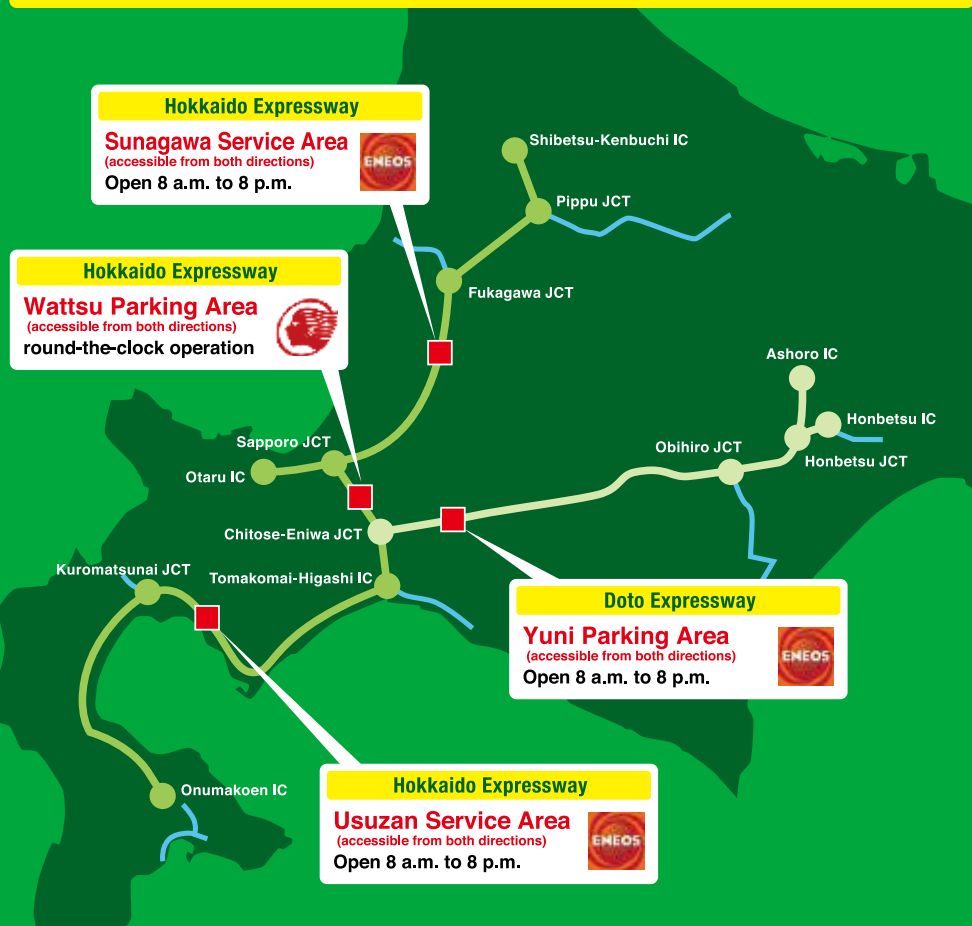 Hokkaido Expressway
Sunagawa Service Area
(accessible from both directions)
Open 8 a.m. to 8 p.m.
ENEOS
Shibetsu-Kenbuchi IC
Pippu JCT
Hokkaido Expressway
Wattsu Parking Area
(accessible from both directions)
round-the-clock operation
Fukagawa JCT
Ashoro IC
Honbetsu IC
Sapporo JCT
Obihiro JCT
Honbetsu JCT
Otaru IC
Chitose-Eniwa JCT
Kuromatsunai JCT
Tomakomai-Higashi IC
Doto Expressway
Yuni Parking Area
(accessible from both directions)
Open 8 a.m. to 8 p.m.
ENEOS
Onumakoen IC
Hokkaido Expressway
Usuzan Service Area
(accessible from both directions)
Open 8 a.m. to 8 p.m.
ENEOS